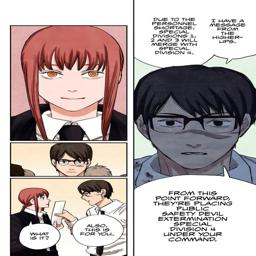 WHAT
IS IT?
ALSO,
THIS IS
FOR YOU.
I HAVE A
MESSAGE
FROM THE
HIGHER-
UPS.
DUE TO THE
PERSONNEL
SHORTAGE,
SPECIAL
DIVISIONS 1,
2 AND 3 WILL
MERGE WITH
SPECIAL
DIVISION 4.
FROM THIS
POINT FORWARD,
THEY'RE PLACING
PUBLIC
SAFETY DEVIL
EXTERMINATION
SPECIAL
DIVISION 4
UNDER YOUR
COMMAND.